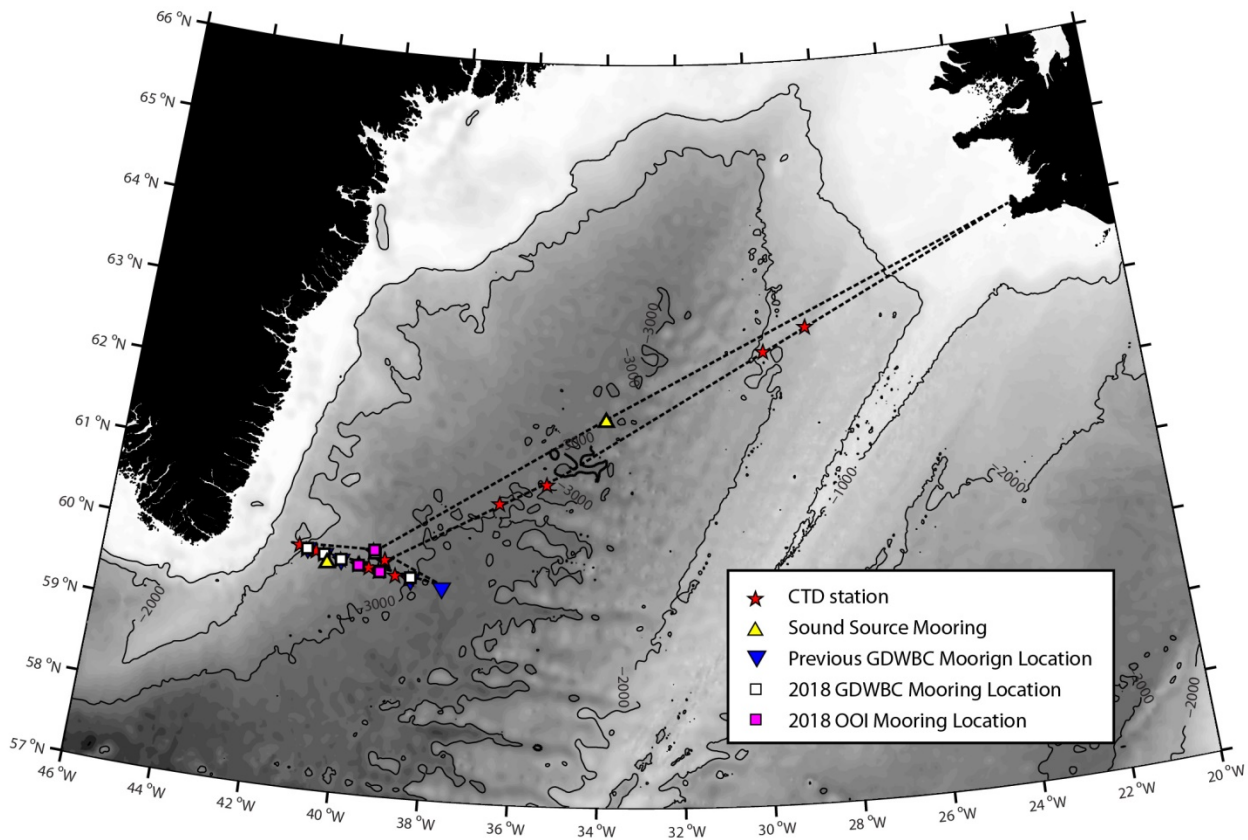 66 °N
65 °N
64 °N
63 °N
62 °N
61 °N
60 °N
59 °N
58 °N
57 °N
46 °W
44 °W
42 °W
40 °W
38 °W
36 °W
34 °W
32 °W
30 °W
28 °W
26 °W
24 °W
22 °W
20 °W
−3000
−3000
−3000
−3000
−2000
−1000
−2000
−3000
−2000
−3000
−2000
CTD station
Sound Source Mooring
Previous GDWBC Moorign Location
2018 GDWBC Mooring Location
2018 OOI Mooring Location